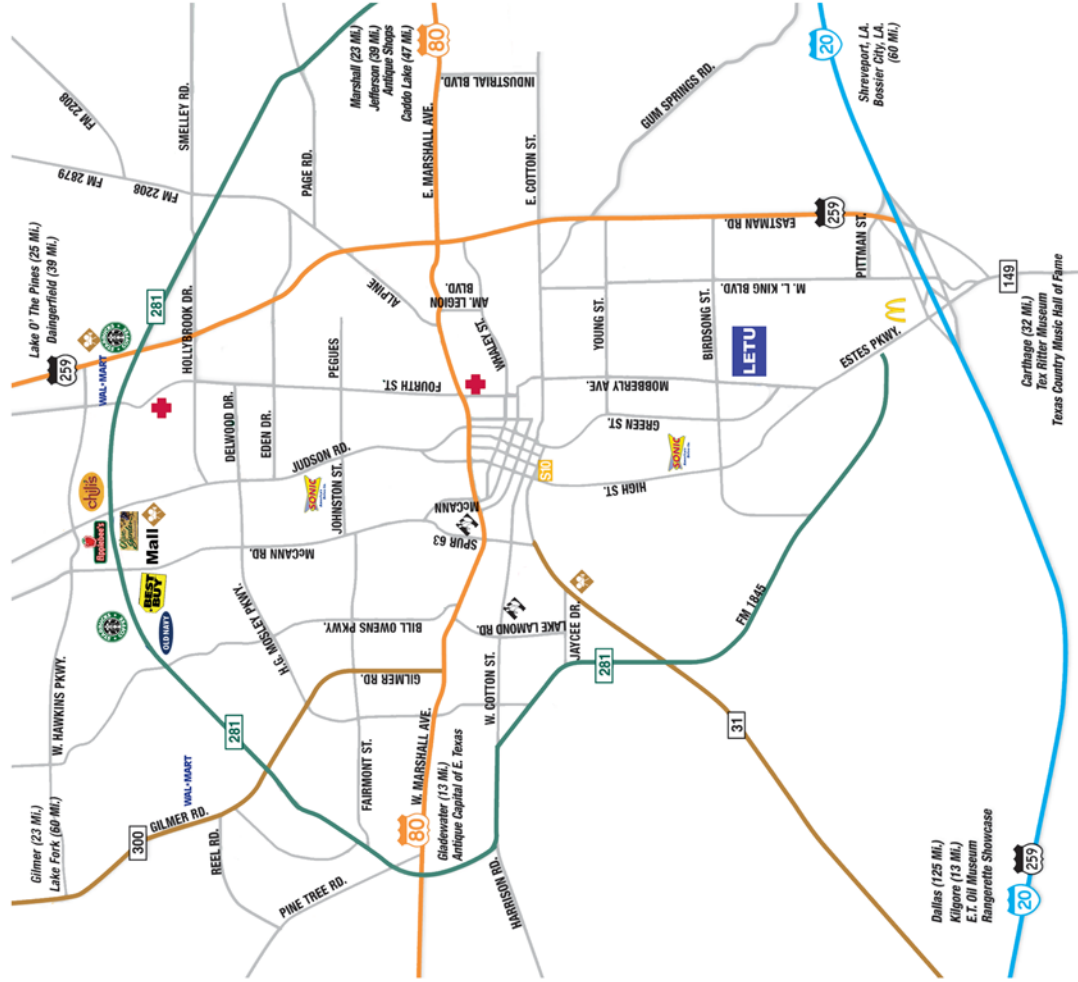 FM 2208
SMELLEY RD.
FM 2879
FM 2208
PAGE RD.
Marshall (23 Mi.)
Jefferson (39 Mi.)
Antique Shops
Caddo Lake (47 Mi.)
80
INDUSTRIAL BLVD.
E. MARSHALL AVE.
E. COTTON ST.
GUM SPRINGS RD.
20
Shreveport, LA.
Bossier City, LA.
(60 Mi.)
Lake O' The Pines (25 Mi.)
Daingerfield (39 Mi.)
259
281
HOLLYBROOK DR.
ALPINE
AM. LEGION
BLVD.
WHALEY ST.
EASTMAN RD.
259
PITTMAN ST.
M. L. KING BLVD.
149
Carthage (32 Mi.)
Tex Ritter Museum
Texas Country Music Hall of Fame
WAL•MART
PEGUES
FOURTH ST.
YOUNG ST.
BIRDSONG ST.
LETU
ESTES PKWY.
MOBBERLY AVE.
GREEN ST.
DELWOOD DR.
EDEN DR.
JUDSON RD.
JOHNSTON ST.
SONIC
SONIC
S10
HIGH ST.
chili's
Applebee's
Mall
McCANN
SPUR 63
McCANN RD.
BEST
BUY
OLD NAVY
H.G. MOSLEY PKWY.
BILL OWENS PKWY.
LAKE LAMOND RD.
JAYCEE DR.
FM 1845
281
W. HAWKINS PKWY.
281
GILMER RD.
W. COTTON ST.
31
WAL•MART
FAIRMONT ST.
W. MARSHALL AVE.
80
Gladewater (13 Mi.)
Antique Capital of E. Texas
Gilmer (23 Mi.)
Lake Fork (60 Mi.)
300
GILMER RD.
REEL RD.
PINE TREE RD.
HARRISON RD.
Dallas (125 Mi.)
Kilgore (13 Mi.)
E.T. Oil Museum
Rangerette Showcase
20
259